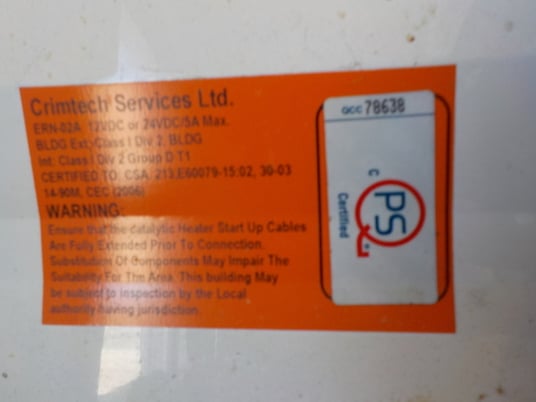 Crimtech Services Ltd.
ERN-02A 12VDC or 24VDC/5A Max.
BLDG Ext: Class I Div 2, BLDG
Int: Class I Div 2 Group D T1
CERTIFIED TO: CSA 213,E60079-15:02, 30-03
14-90M, CEC (2006)
WARNING:
Ensure that the catalytic Heater Start Up Cables
Are Fully Extended Prior To Connection.
Substitution Of Components May Impair The
Suitability For The Area. This building May
be subject to inspection by the Local
authority having jurisdiction.
QCC 78638
C
QPS
Certified